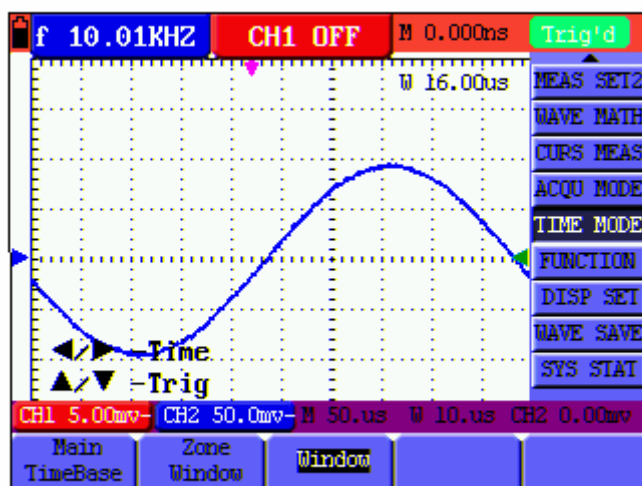 f 10.01KHZ
CH1 OFF
M 0.000ns
Trig'd
W 16.00us
MEAS SET2
WAVE MATH
CURS MEAS
ACQU MODE
TIME MODE
FUNCTION
DISP SET
WAVE SAVE
SYS STAT
◀/▶ -Time
▲/▼ -Trig
CH1 5.00mv-
CH2 50.0mv-
M 50.us
W 10.us
CH2 0.00mv
Main
TimeBase
Zone
Window
Window